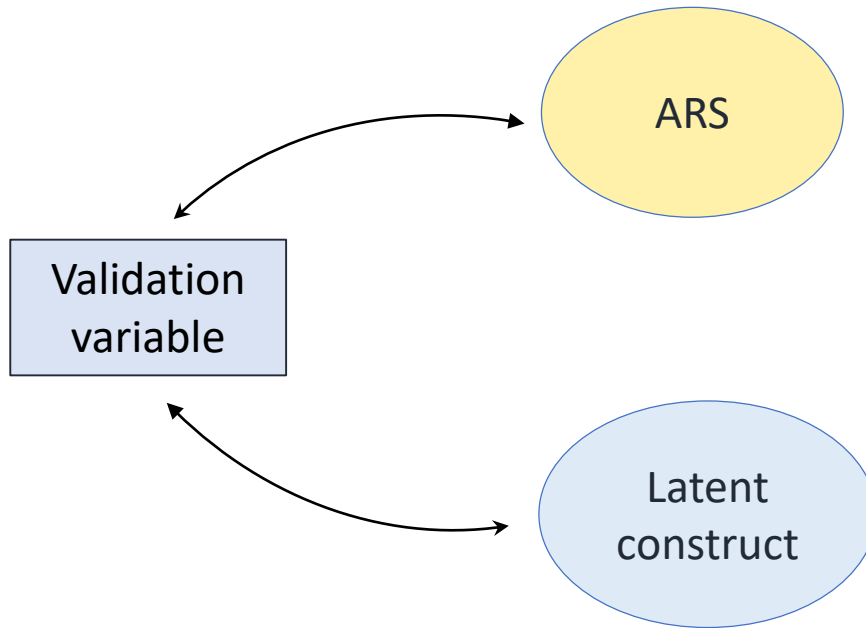 ARS
Validation
variable
Latent
construct